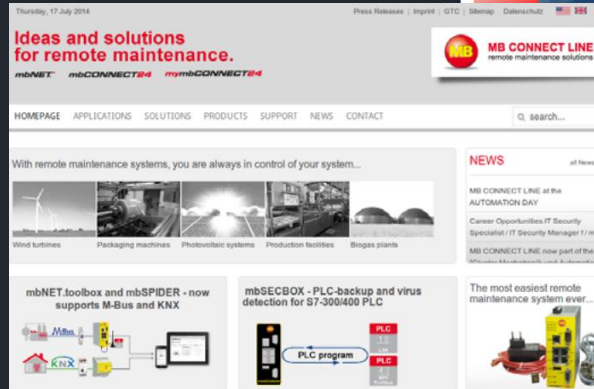 Thursday, 17 July 2014
Press Releases | Imprint | GTC | Sitemap Datenschutz
Ideas and solutions
for remote maintenance.
mbNET mbCONNECT24 mymbCONNECT24
MB
MB CONNECT LINE
remote maintenance solutions
HOMEPAGE APPLICATIONS SOLUTIONS PRODUCTS SUPPORT NEWS CONTACT
search...
With remote maintenance systems, you are always in control of your system...
Wind turbines
Packaging machines
Photovoltaic systems
Production facilities
Biogas plants
NEWS
all News
MB CONNECT LINE at the
AUTOMATION DAY
Career Opportunities:IT Security
Specialist / IT Security Manager f / m
MB CONNECT LINE now part of the
mbNET.toolbox and mbSPIDER - now
supports M-Bus and KNX
M-Bus
KNX
mbSECBOX - PLC-backup and virus
detection for S7-300/400 PLC
PLC
PLC program
PLC
The most easiest remote
maintenance system ever...